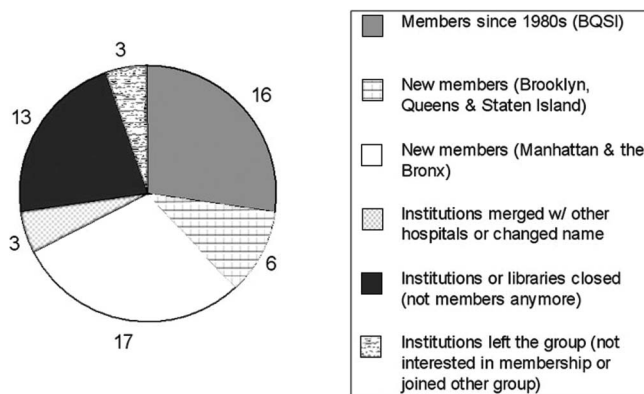 3
16
13
3
6
17
Members since 1980s (BQSI)
New members (Brooklyn,
Queens & Staten Island)
New members (Manhattan & the
Bronx)
Institutions merged w/ other
hospitals or changed name
Institutions or libraries closed
(not members anymore)
Institutions left the group (not
interested in membership or
joined other group)